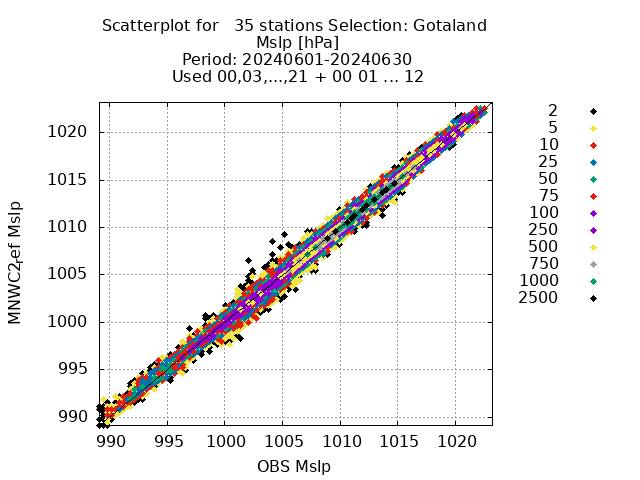 Scatterplot for   35 stations Selection: Gotaland
Mslp [hPa]
Period: 20240601-20240630
Used 00,03,...,21 + 00 01 ... 12
MNWC2,ef Mslp
1020
1015
1010
1005
1000
995
990
990 995 1000 1005 1010 1015 1020
OBS Mslp
2
5
10
25
50
75
100
250
500
750
1000
2500